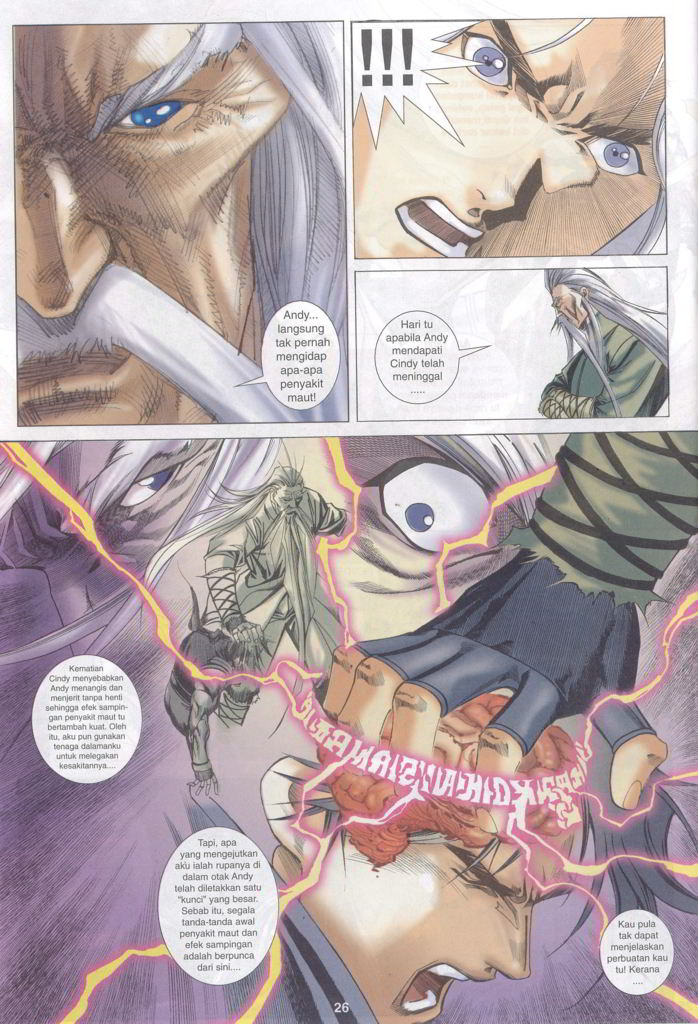 !!!
Andy...
langsung
tak pernah
mengidap
apa-apa
penyakit
maut!
Hari tu
apabila Andy
mendapati
Cindy telah
meninggal
.....
Kematian
Cindy menyebabkan
Andy menangis dan
menjerit tanpa henti
sehingga efek sampin-
gan penyakit maut tu
bertambah kuat. Oleh
itu, aku pun gunakan
tenaga dalamanku
untuk melegakan
kesakitannya....
Tapi, apa
yang mengejutkan
aku ialah rupanya di
dalam otak Andy
telah diletakkan satu
"kunci" yang besar.
Sebab itu, segala
tanda-tanda awal
penyakit maut dan
efek sampingan
adalah berpunca
dari sini....
Kau pula
tak dapat
menjelaskan
perbuatan kau
tu! Kerana
....
26